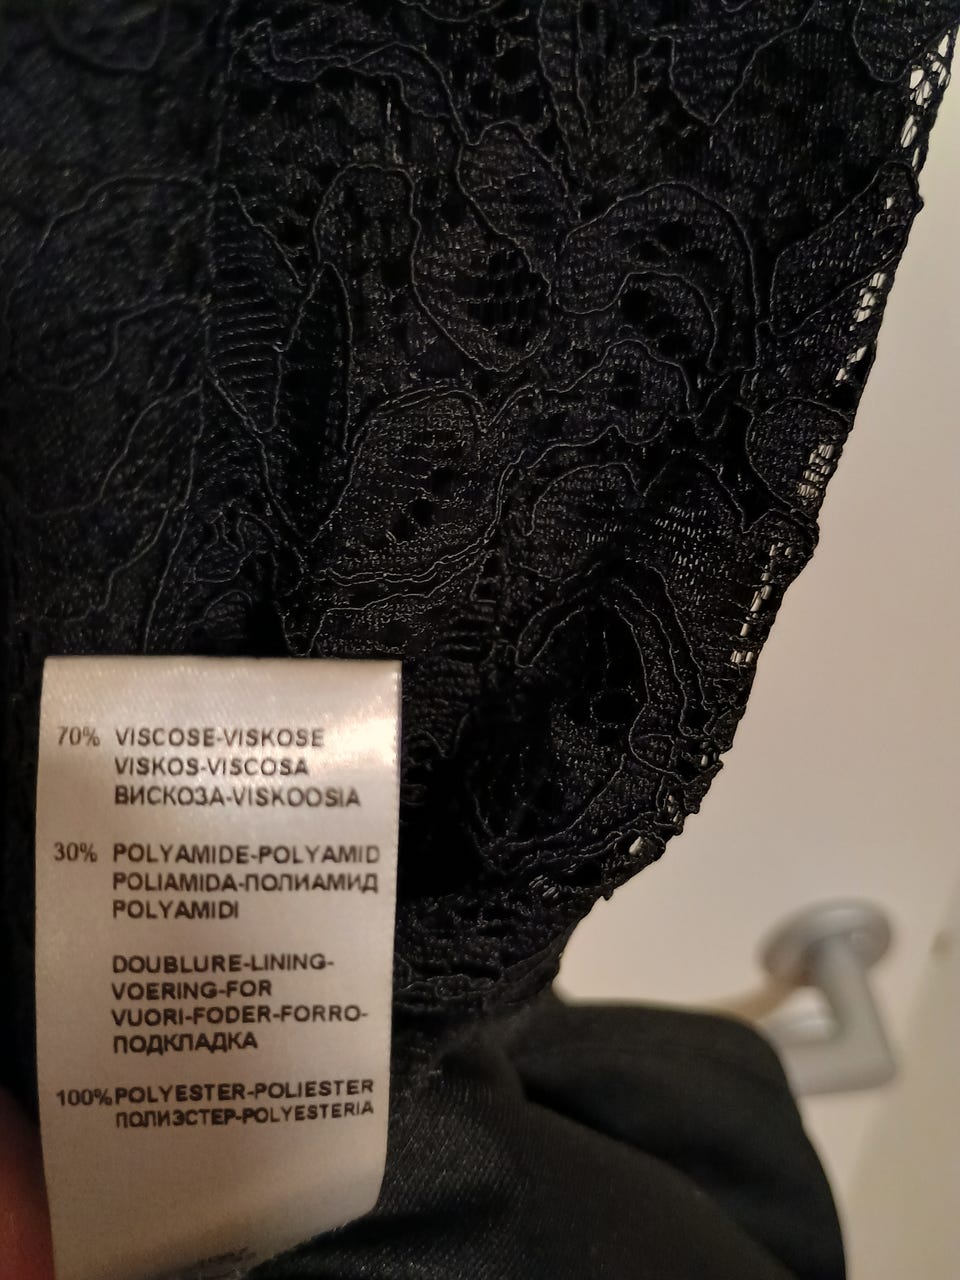 70% VISCOSE-VISKOSE
VISKOS-VISCOSA
ВИСКОЗА-VISKOOSIA
30% POLYAMIDE-POLYAMID
POLIAMIDA-ПОЛИАМИД
POLYAMIDI
DOUBLURE-LINING-
VOERING-FOR
VUORI-FODER-FORRO-
ПОДКЛАДКА
100% POLYESTER-POLIESTER
ПОЛИЭСТЕР-POLYESTERIA